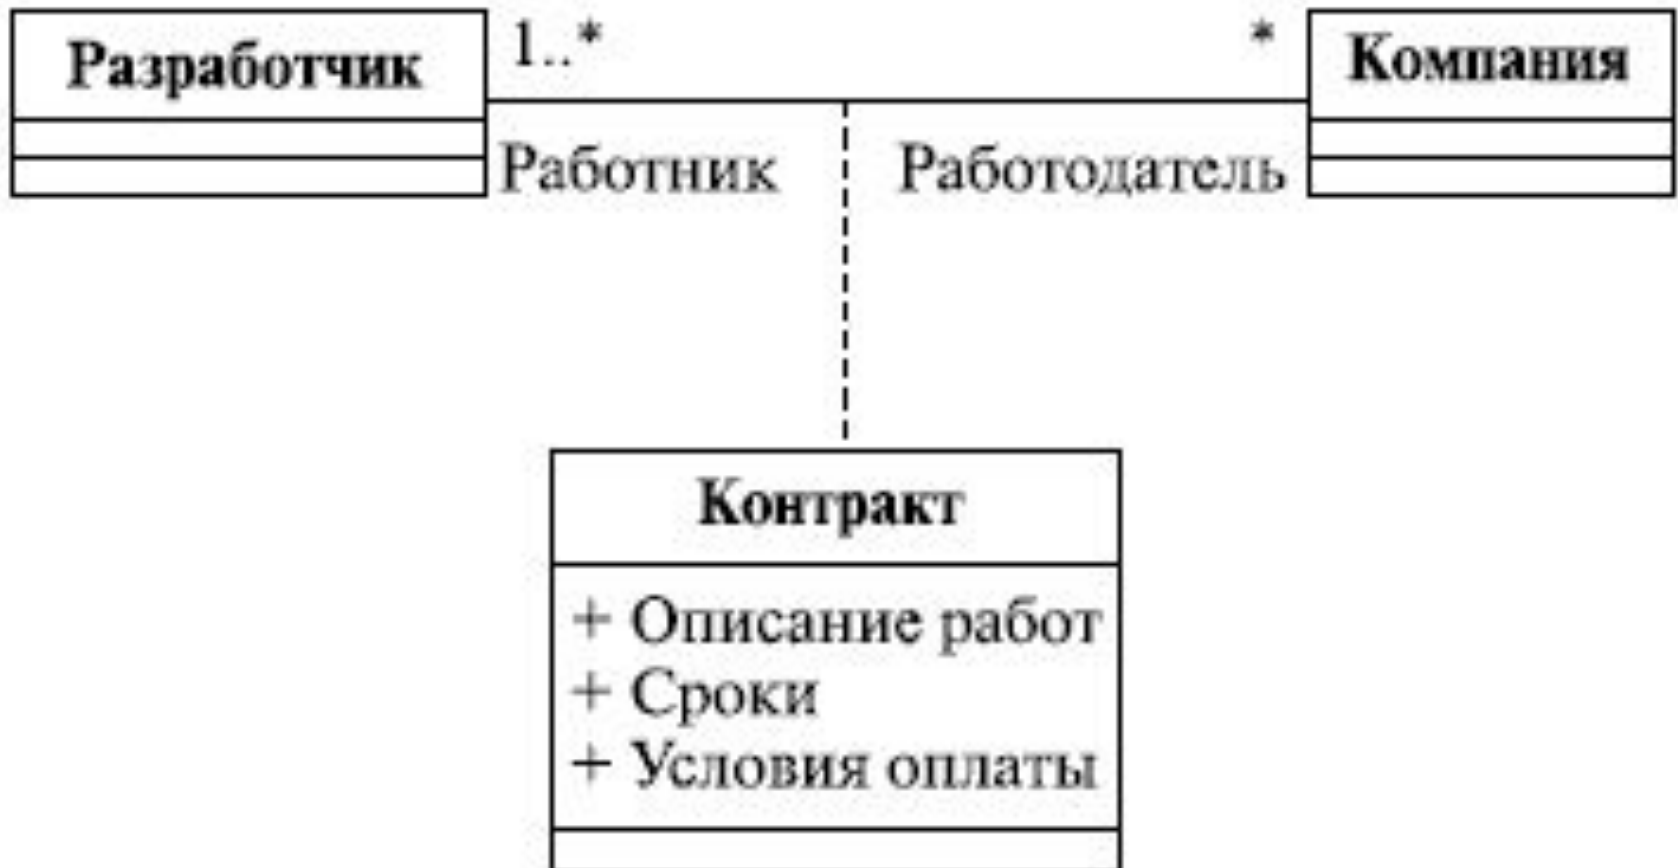 Разработчик
1..*
*
Компания
Работник
Работодатель
Контракт
+ Описание работ
+ Сроки
+ Условия оплаты